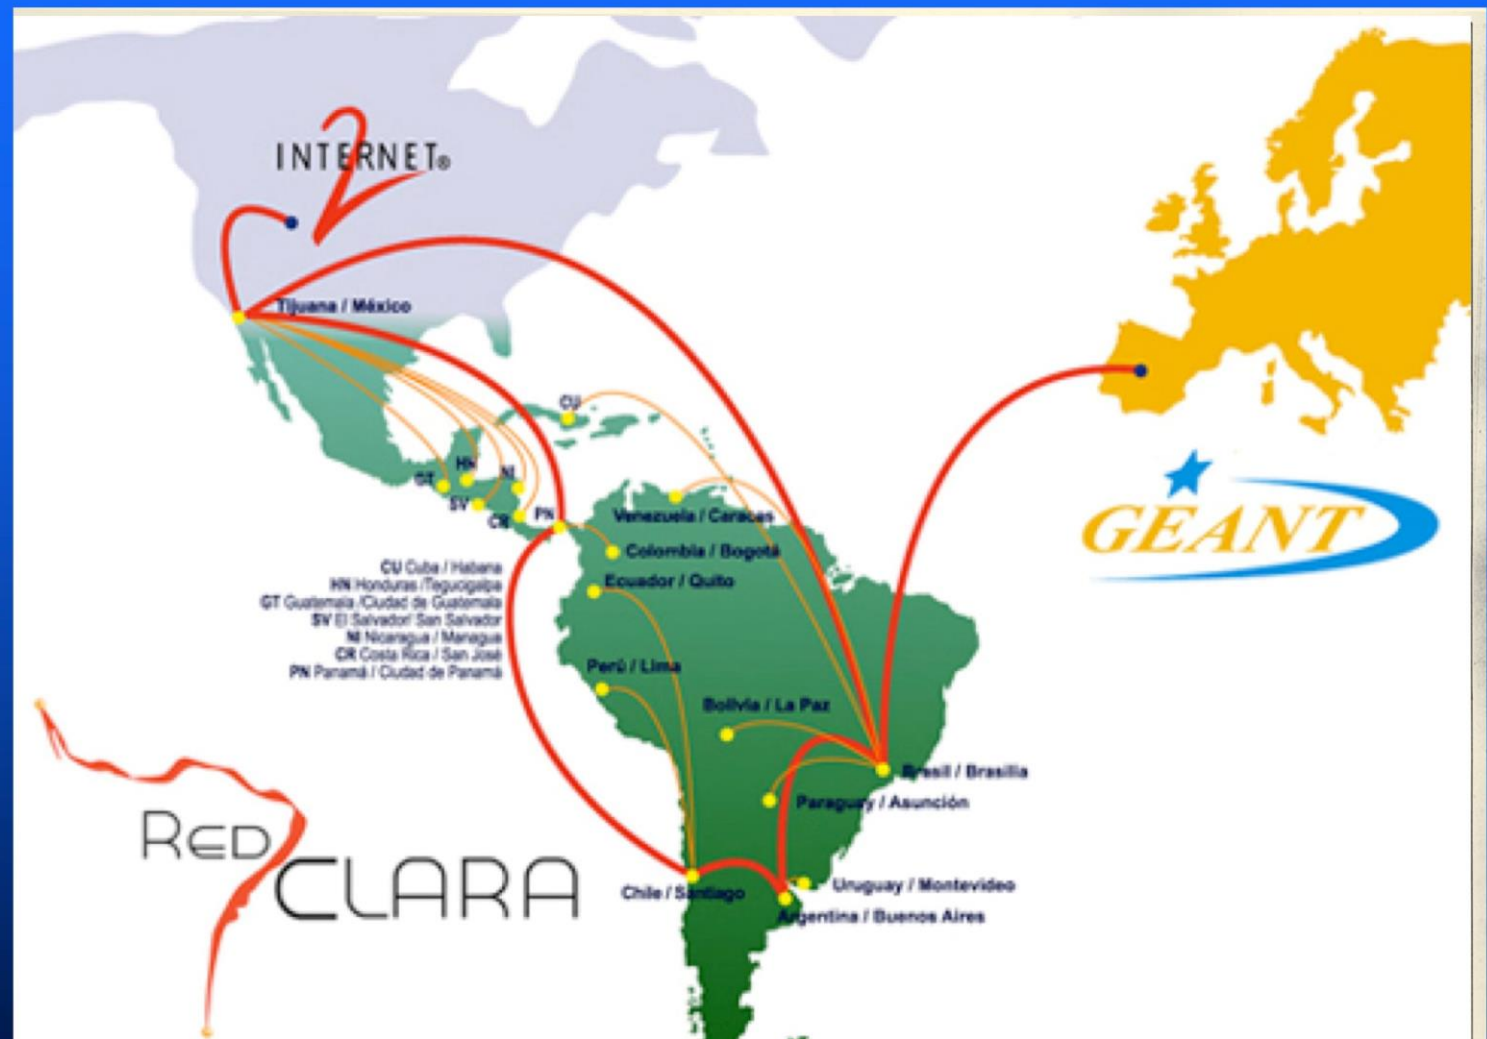 INTERNET®
2
Tijuana / México
CU
HN
GT
NI
SV
CR
PN
Venezuela / Caracas
Colombia / Bogotá
Ecuador / Quito
GÉANT
CU Cuba / Habana
HN Honduras /Tegucigalpa
GT Guatemala /Ciudad de Guatemala
SV El Salvador/ San Salvador
NI Nicaragua / Managua
CR Costa Rica / San José
PN Panamá / Ciudad de Panamá
Perú / Lima
Bolivia / La Paz
Brasil / Brasilia
Paraguay / Asunción
RED
CLARA
Chile / Santiago
Uruguay / Montevideo
Argentina / Buenos Aires